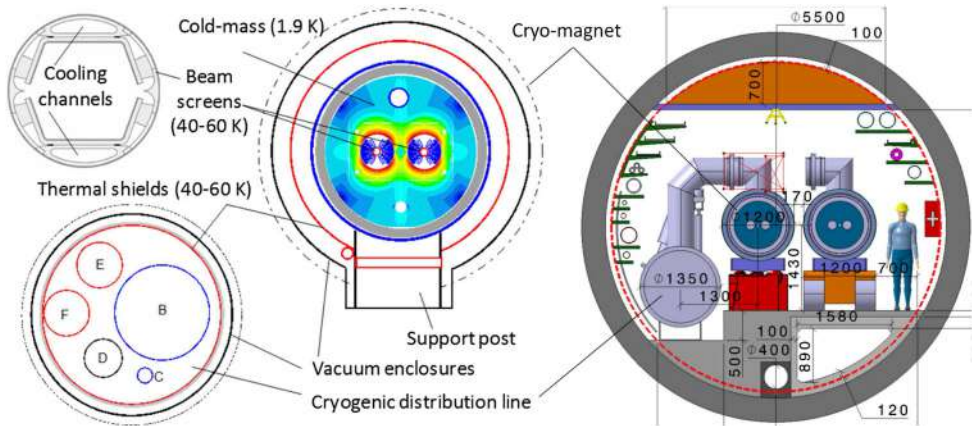 Cooling
channels
Cold-mass (1.9 K)
Beam
screens
(40-60 K)
Thermal shields (40-60 K)
E
F
B
D
C
Support post
Vacuum enclosures
Cryogenic distribution line
Cryo-magnet
Φ5500
100
700
170
Φ1200
1430
Φ1350
1300
1200
700
1580
100
Φ400
500
890
120